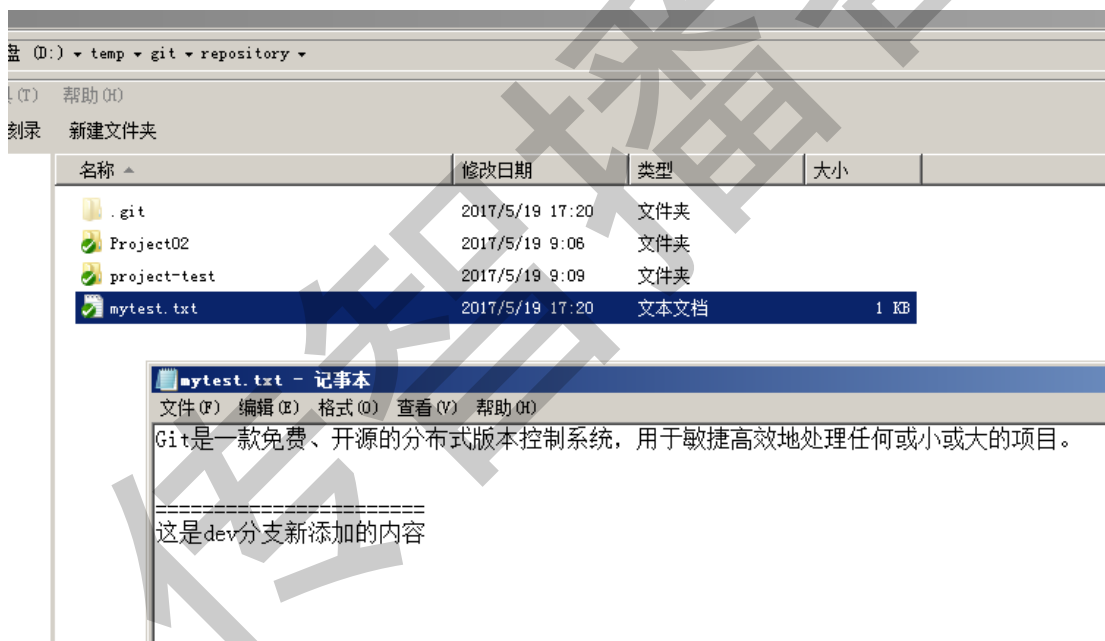 盘 (D:) ▾ temp ▾ git ▾ repository ▾
(T) 帮助(H)
刻录 新建文件夹
名称 修改日期 类型 大小
.git 2017/5/19 17:20 文件夹
Project02 2017/5/19 9:06 文件夹
project-test 2017/5/19 9:09 文件夹
mytest.txt 2017/5/19 17:20 文本文档 1 KB
mytest.txt - 记事本
文件(F) 编辑(E) 格式(O) 查看(V) 帮助(H)
Git是一款免费、开源的分布式版本控制系统，用于敏捷高效地处理任何或小或大的项目。
=======================
这是dev分支新添加的内容
传智播